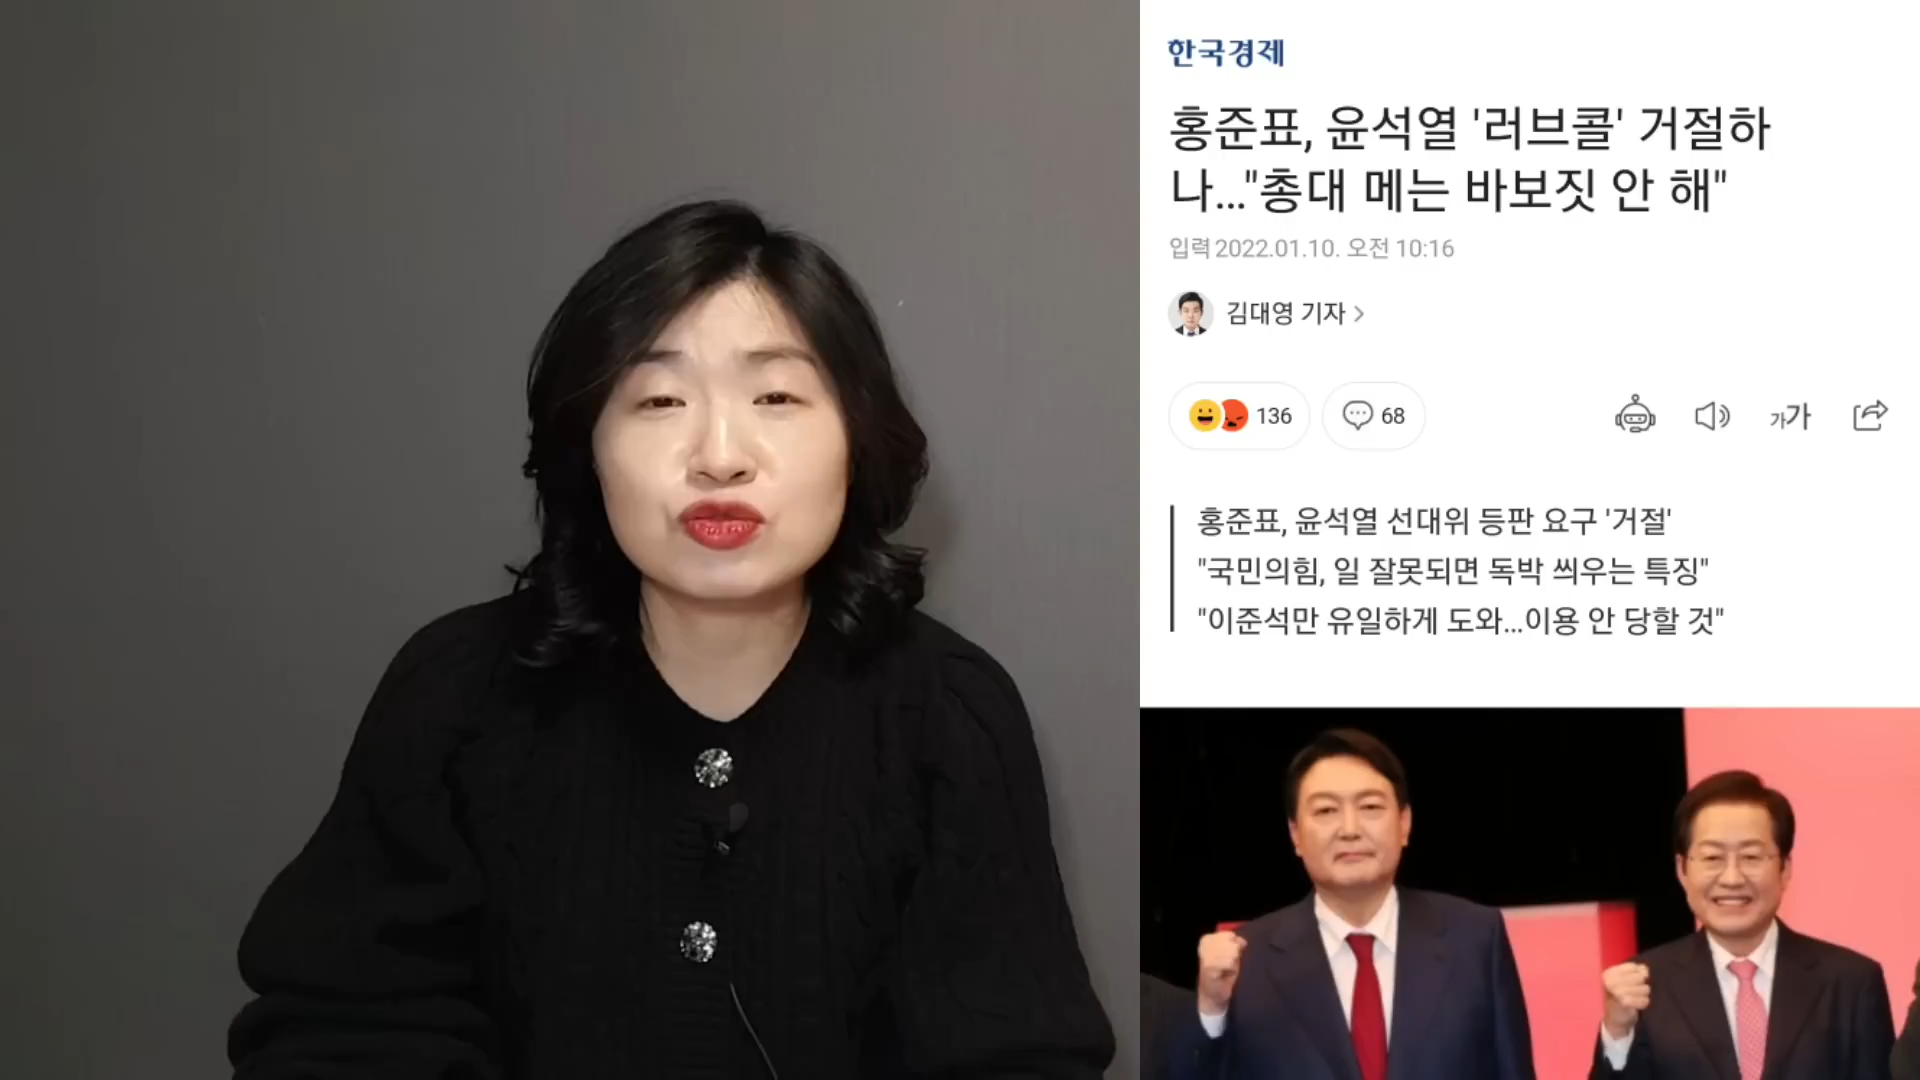 한국경제
홍준표, 윤석열 '러브콜' 거절하
나..."총대 메는 바보짓 안 해"
입력 2022.01.10. 오전 10:16
김대영 기자 >
136 68 가가
홍준표, 윤석열 선대위 등판 요구 '거절'
"국민의힘, 일 잘못되면 독박 씌우는 특징"
"이준석만 유일하게 도와...이용 안 당할 것"